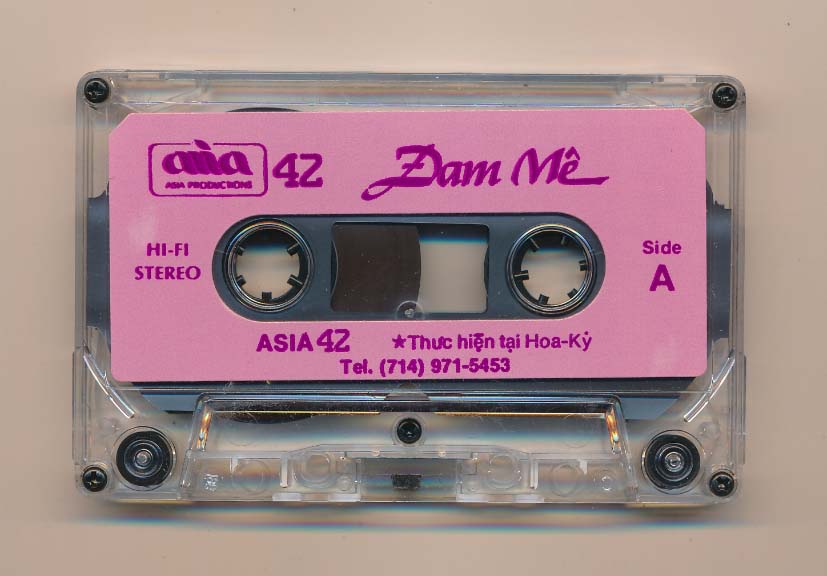 asia 42 Đam Mê
ASIA PRODUCTIONS
HI-FI
STEREO
Side
A
ASIA 42 ★Thưc hiện tại Hoa-Kỳ
Tel. (714) 971-5453